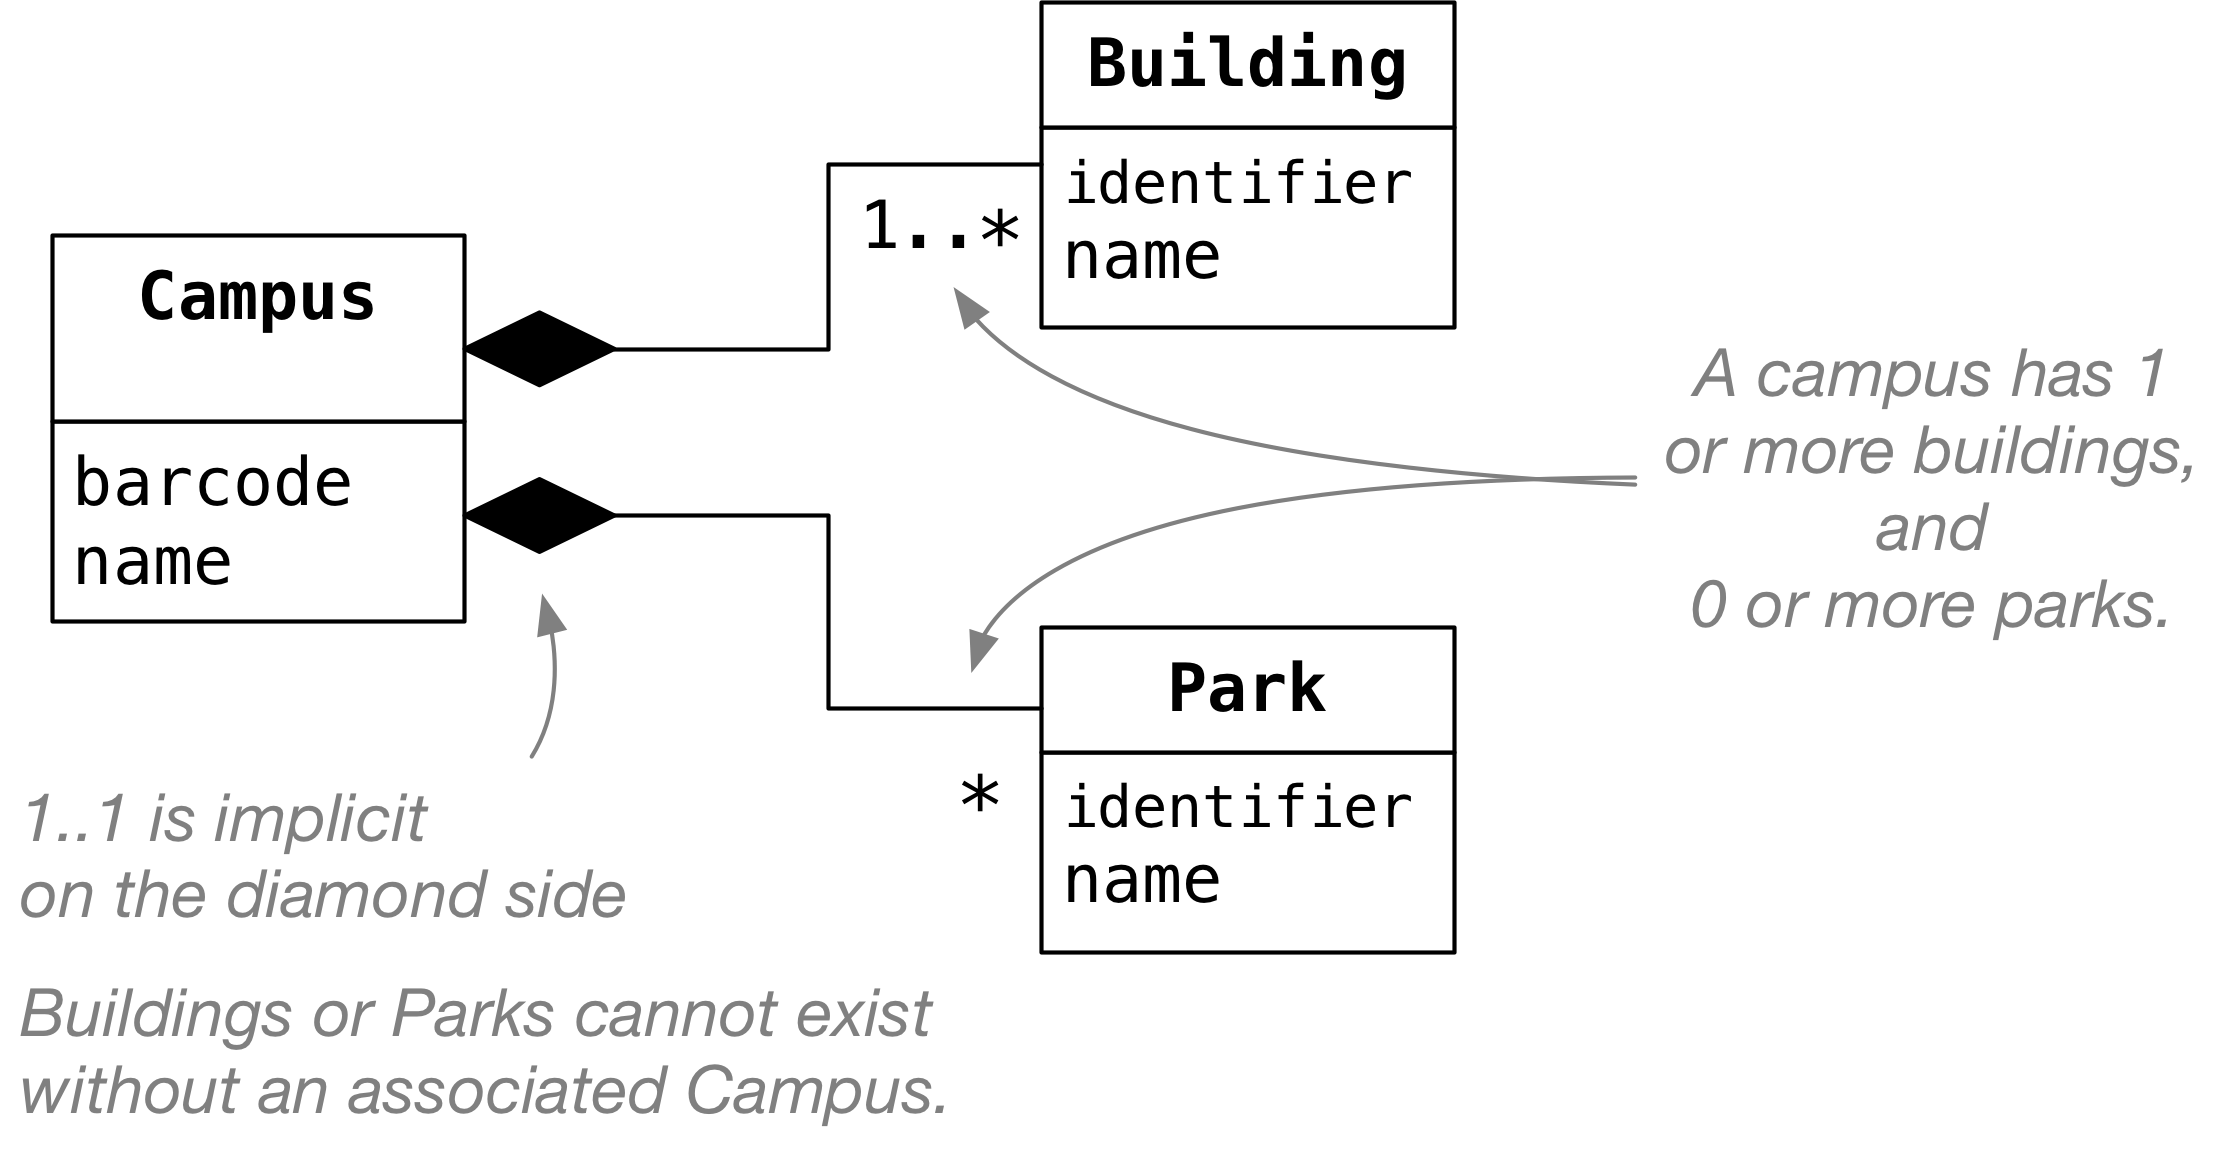 Building
identifier
name
1..*
Campus
barcode
name
A campus has 1
or more buildings,
and
0 or more parks.
Park
identifier
name
*
1..1 is implicit
on the diamond side
Buildings or Parks cannot exist
without an associated Campus.